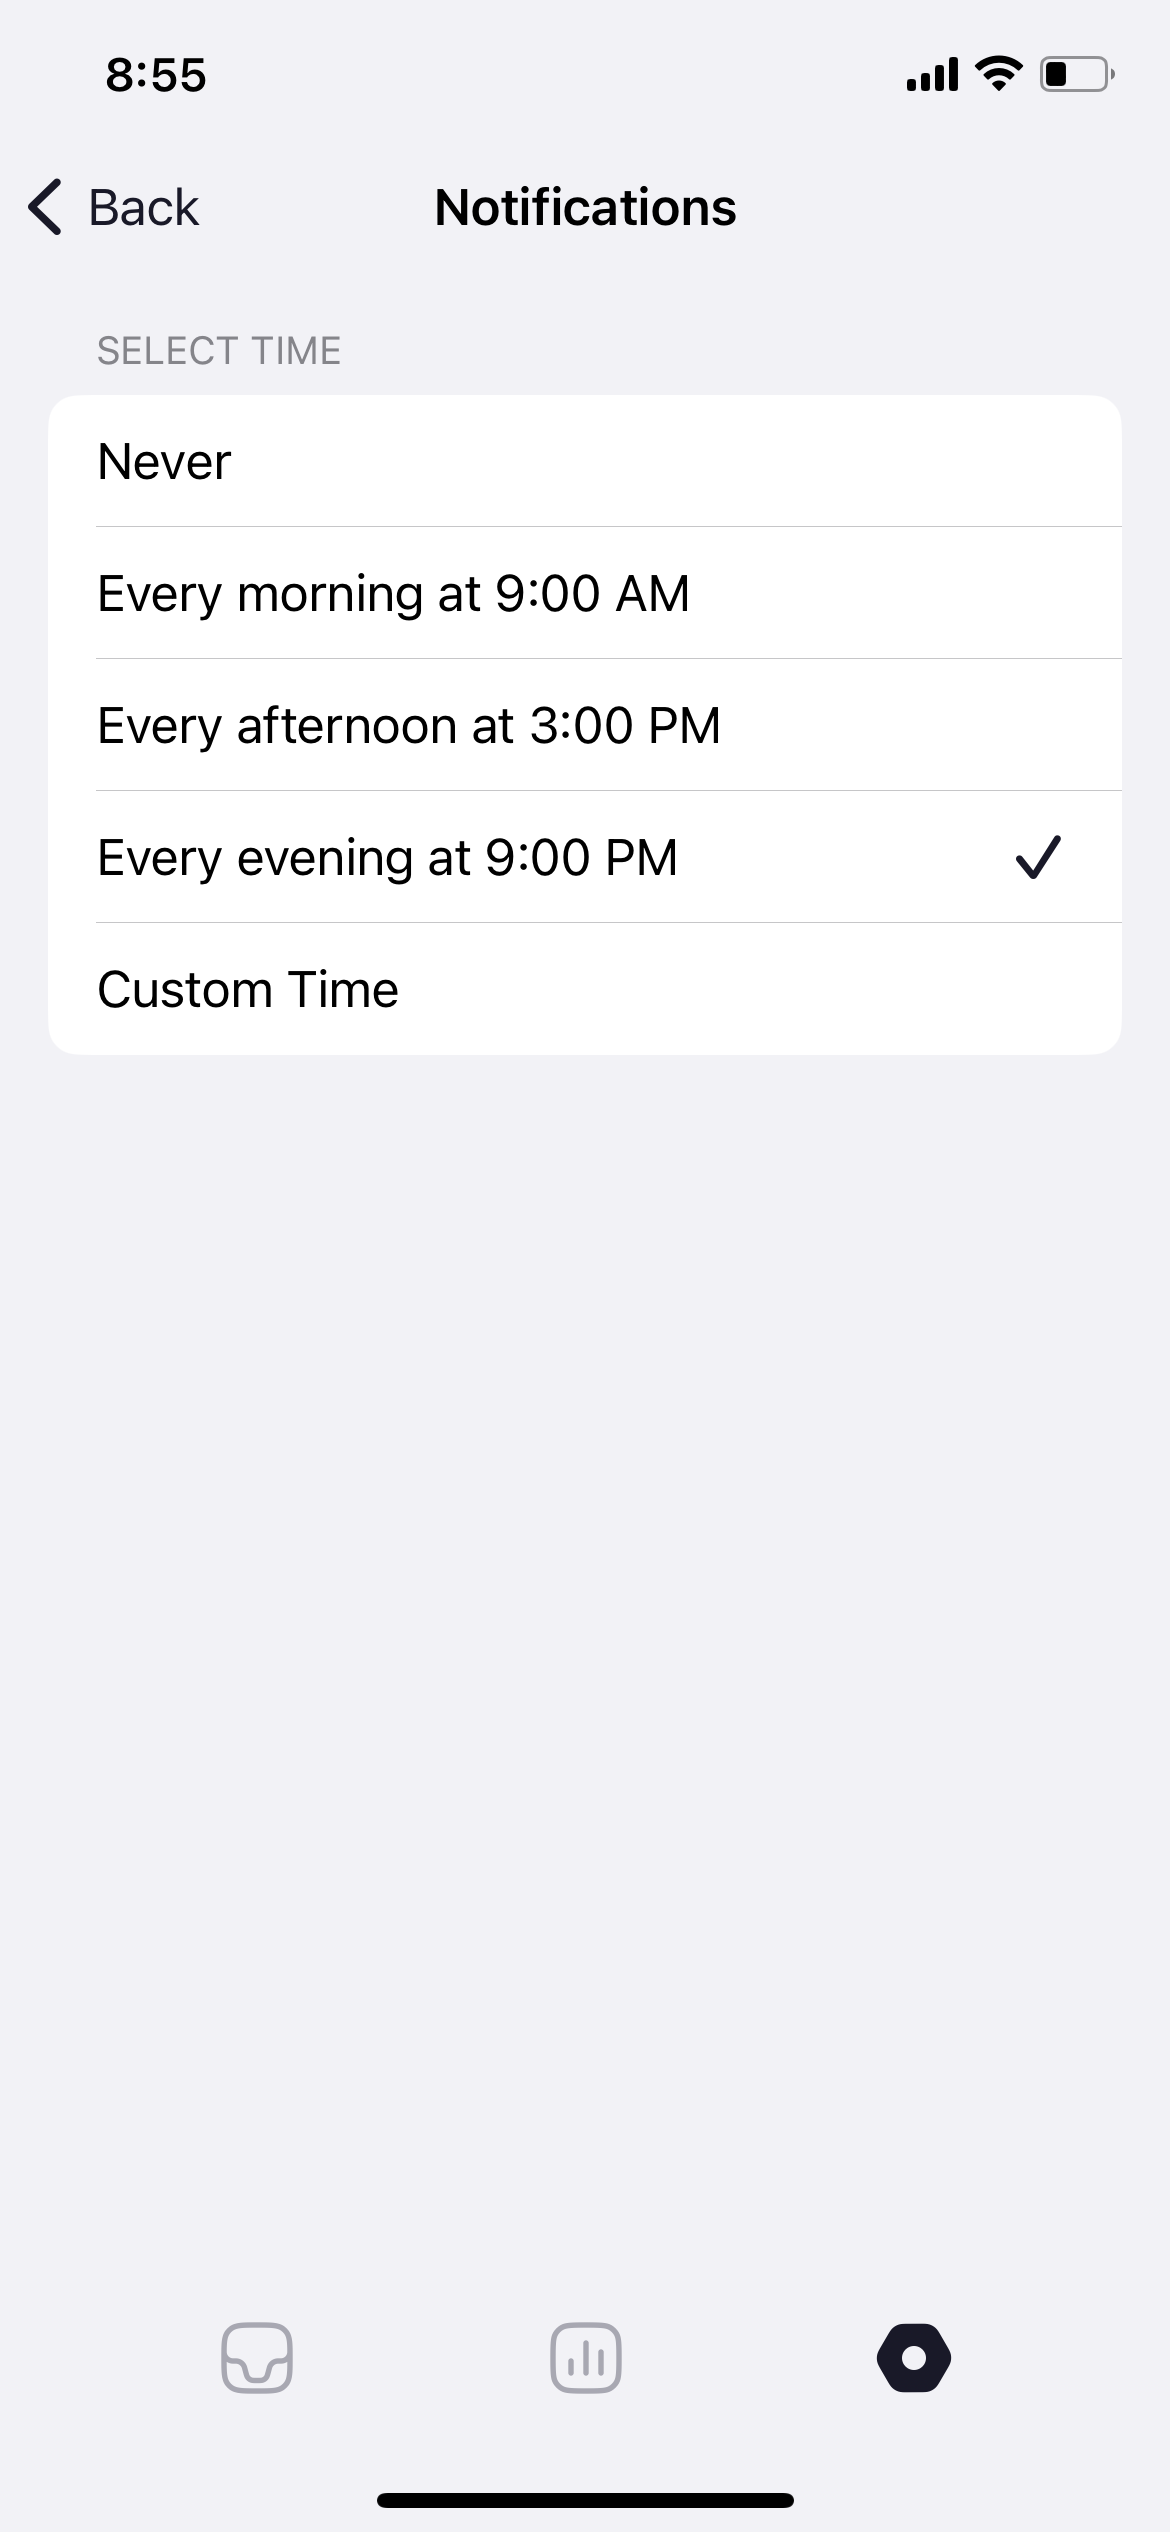 8:55
Back
Notifications
SELECT TIME
Never
Every morning at 9:00 AM
Every afternoon at 3:00 PM
Every evening at 9:00 PM
Custom Time